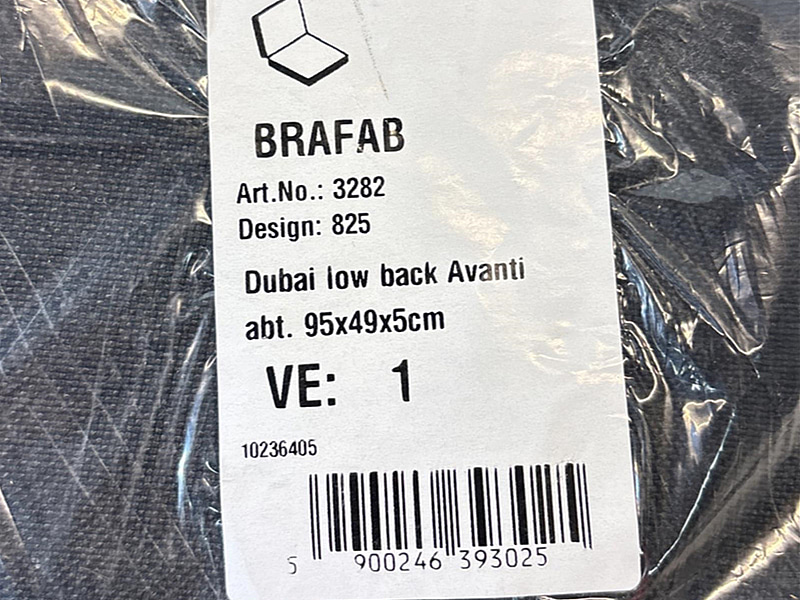 BRAFAB
Art.No.: 3282
Design: 825
Dubai low back Avanti
abt. 95x49x5cm
VE: 1
10236405
5 900246 393025